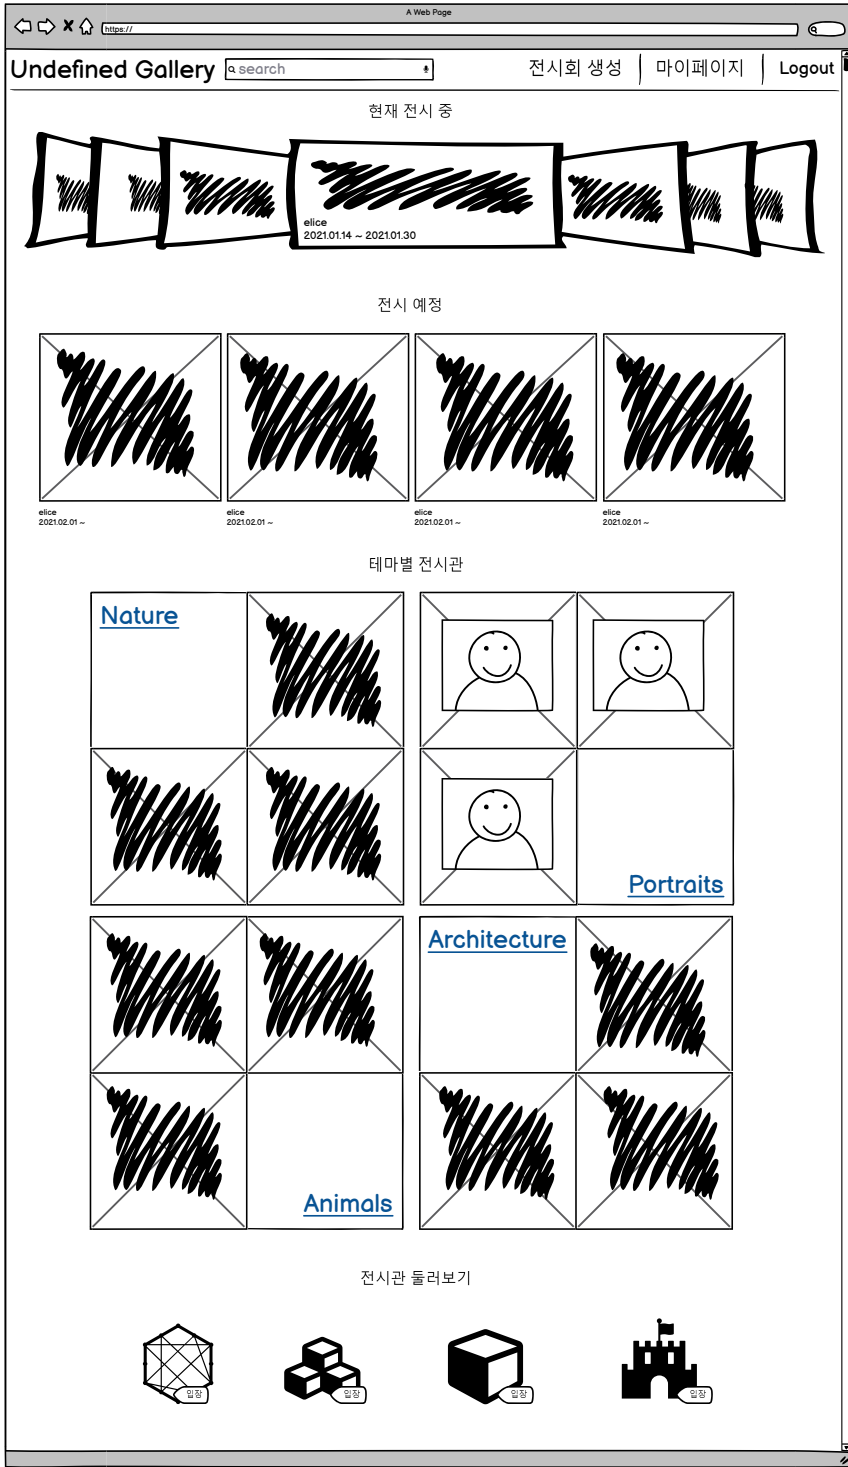 A Web Page
https://
Undefined Gallery
search
전시회 생성
마이페이지
Logout
현재 전시 중
elice
2021.01.14 ~ 2021.01.30
전시 예정
elice
2021.02.01 ~
elice
2021.02.01 ~
elice
2021.02.01 ~
elice
2021.02.01 ~
테마별 전시관
Nature
Portraits
Architecture
Animals
전시관 둘러보기
입장
입장
입장
입장